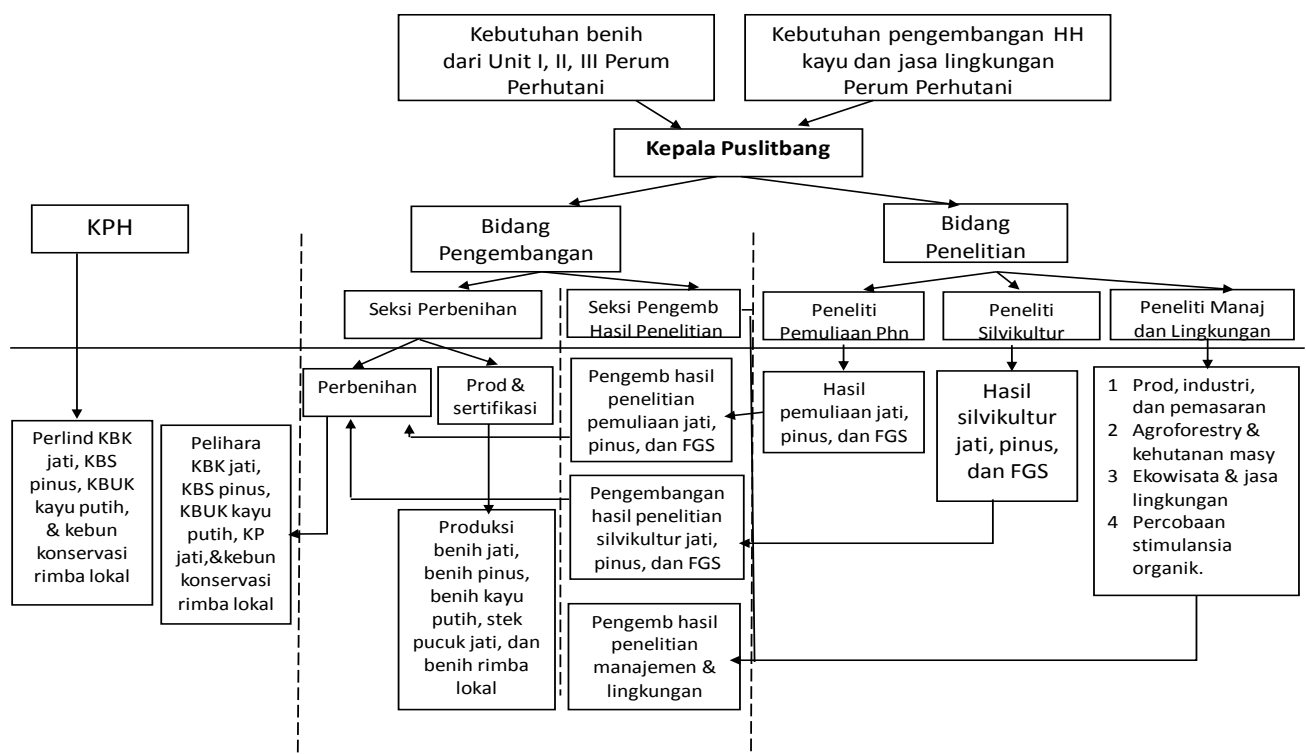 Kebutuhan benih
dari Unit I, II, III Perum
Perhutani
Kebutuhan pengembangan HH
kayu dan jasa lingkungan
Perum Perhutani
Kepala Puslitbang
KPH
Bidang
Pengembangan
Bidang
Penelitian
Seksi Perbenihan
Seksi Pengemb
Hasil Penelitian
Peneliti
Pemuliaan Phn
Peneliti
Silvikultur
Peneliti Manaj
dan Lingkungan
Perbenihan
Prod &
sertifikasi
Pengemb hasil
penelitian
pemuliaan jati,
pinus, dan FGS
Hasil
pemuliaan jati,
pinus, dan FGS
Hasil
silvikultur
jati, pinus,
dan FGS
1 Prod, industri,
dan pemasaran
2 Agroforestry &
kehutanan masy
3 Ekowisata & jasa
lingkungan
4 Percobaan
stimulansia
organik.
Perlind KBK
jati, KBS
pinus, KBUK
kayu putih,
& kebun
konservasi
rimba lokal
Pelihara
KBK jati,
KBS pinus,
KBUK kayu
putih, KP
jati,&kebun
konservasi
rimba lokal
Produksi
benih jati,
benih pinus,
benih kayu
putih, stek
pucuk jati, dan
benih rimba
lokal
Pengembangan
hasil penelitian
silvikultur jati,
pinus, dan FGS
Pengemb hasil
penelitian
manajemen &
lingkungan